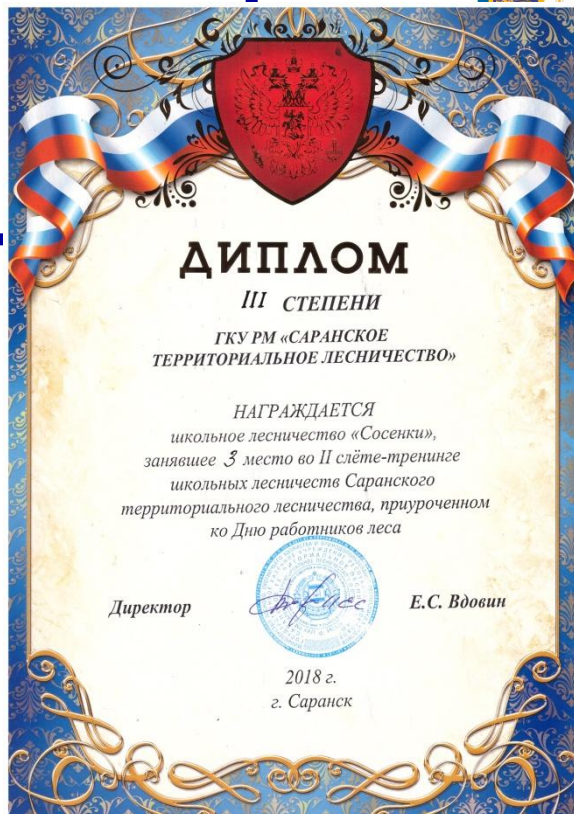 ДИПЛОМ
III СТЕПЕНИ
ГКУ РМ «САРАНСКОЕ
ТЕРРИТОРИАЛЬНОЕ ЛЕСНИЧЕСТВО»
НАГРАЖДАЕТСЯ
школьное лесничество «Сосенки»,
занявшее 3 место во II слёте-тренинге
школьных лесничеств Саранского
территориального лесничества, приуроченном
ко Дню работников леса
Директор Е.С. Вдовин
2018 г.
г. Саранск